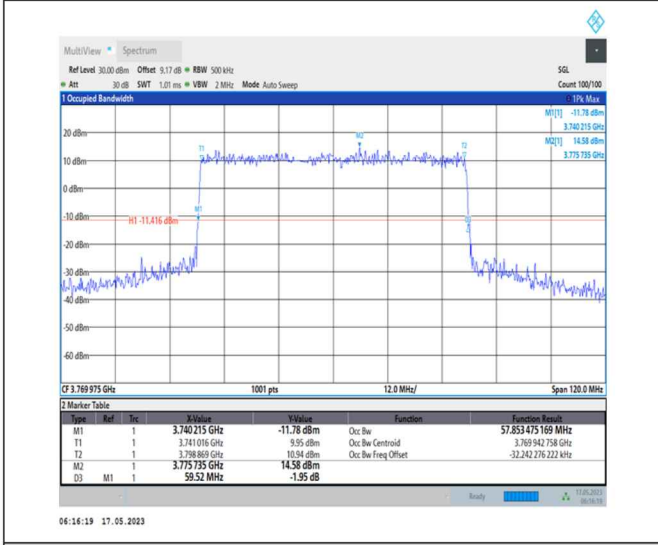 MultiView Spectrum
Ref Level 30.00 dBm Offset 9.17 dB RBW 500 kHz SGL
Att 30 dB SWT 1.01 ms VBW 2 MHz Mode Auto Sweep Count 100/100
1 Occupied Bandwidth 1Pk Max
M1[1] -11.78 dBm
3.740 215 GHz
M2[1] 14.58 dBm
3.775 735 GHz
20 dBm
M2
T1 T2
10 dBm
0 dBm
-10 dBm
M1
H1 -11.416 dBm
-20 dBm
-30 dBm
-40 dBm
-50 dBm
-60 dBm
CF 3.769 975 GHz 1001 pts 12.0 MHz/ Span 120.0 MHz
2 Marker Table
Type Ref Trc X-Value Y-Value Function Function Result
M1 1 3.740 215 GHz -11.78 dBm Occ Bw 57.853 475 169 MHz
T1 1 3.741 016 GHz 9.95 dBm Occ Bw Centroid 3.769 942 758 GHz
T2 1 3.798 869 GHz 10.94 dBm Occ Bw Freq Offset -32.242 276 222 kHz
M2 1 3.775 735 GHz 14.58 dBm
D3 M1 1 59.52 MHz -1.95 dB
Ready 17.05.2023
06:16:19
06:16:19 17.05.2023